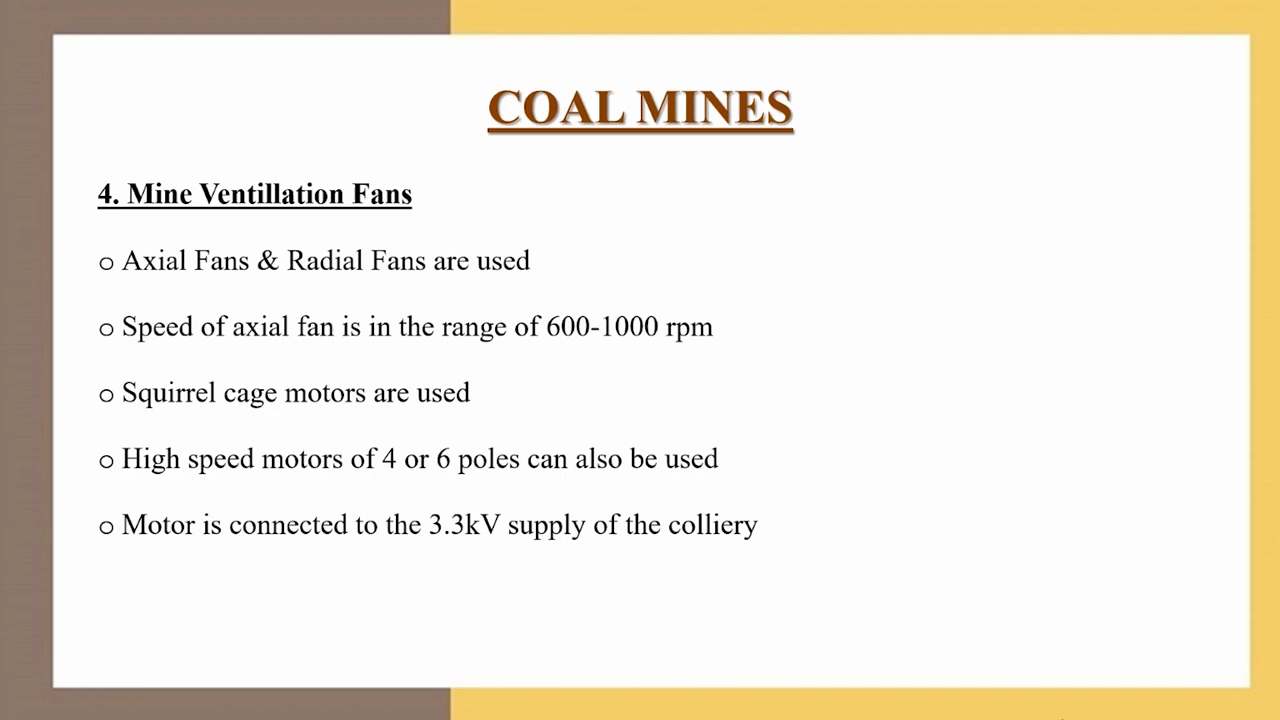 COAL MINES
4. Mine Ventillation Fans
o Axial Fans & Radial Fans are used
o Speed of axial fan is in the range of 600-1000 rpm
o Squirrel cage motors are used
o High speed motors of 4 or 6 poles can also be used
o Motor is connected to the 3.3kV supply of the colliery